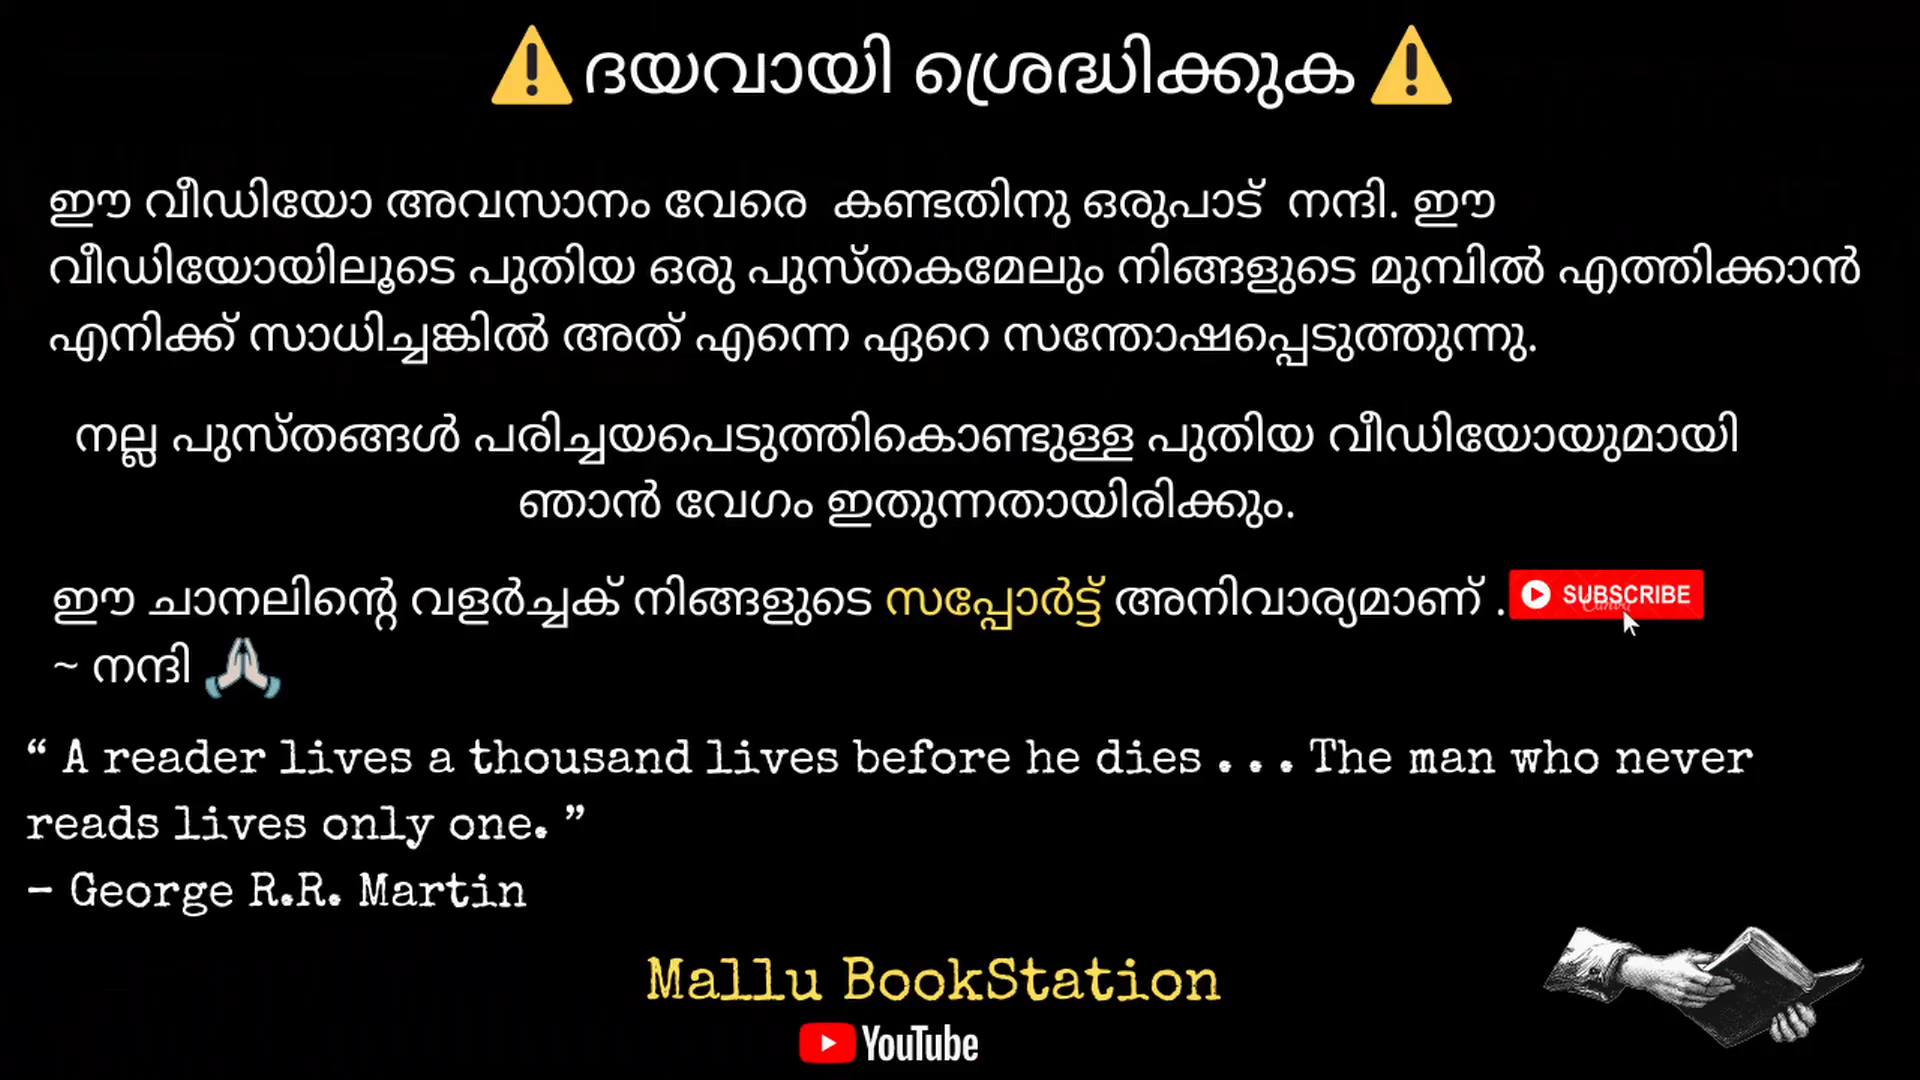 ⚠️ദയവായി ശ്രെദ്ധിക്കുക⚠️
ഈ വീഡിയോ അവസാനം വേരെ കണ്ടതിനു ഒരുപാട് നന്ദി. ഈ
വീഡിയോയിലൂടെ പുതിയ ഒരു പുസ്തകമേലും നിങ്ങളുടെ മുമ്പിൽ എത്തിക്കാൻ
എനിക്ക് സാധിച്ചങ്കിൽ അത് എന്നെ ഏറെ സന്തോഷപ്പെടുത്തുന്നു.
നല്ല പുസ്തങ്ങൾ പരിച്ചയപെടുത്തികൊണ്ടുള്ള പുതിയ വീഡിയോയുമായി
ഞാൻ വേഗം ഇതുന്നതായിരിക്കും.
ഈ ചാനലിന്റെ വളർച്ചക് നിങ്ങളുടെ സപ്പോർട്ട് അനിവാര്യമാണ് . SUBSCRIBE
~ നന്ദി 🙏
“ A reader lives a thousand lives before he dies . . . The man who never
reads lives only one. ”
– George R.R. Martin
Mallu BookStation
YouTube